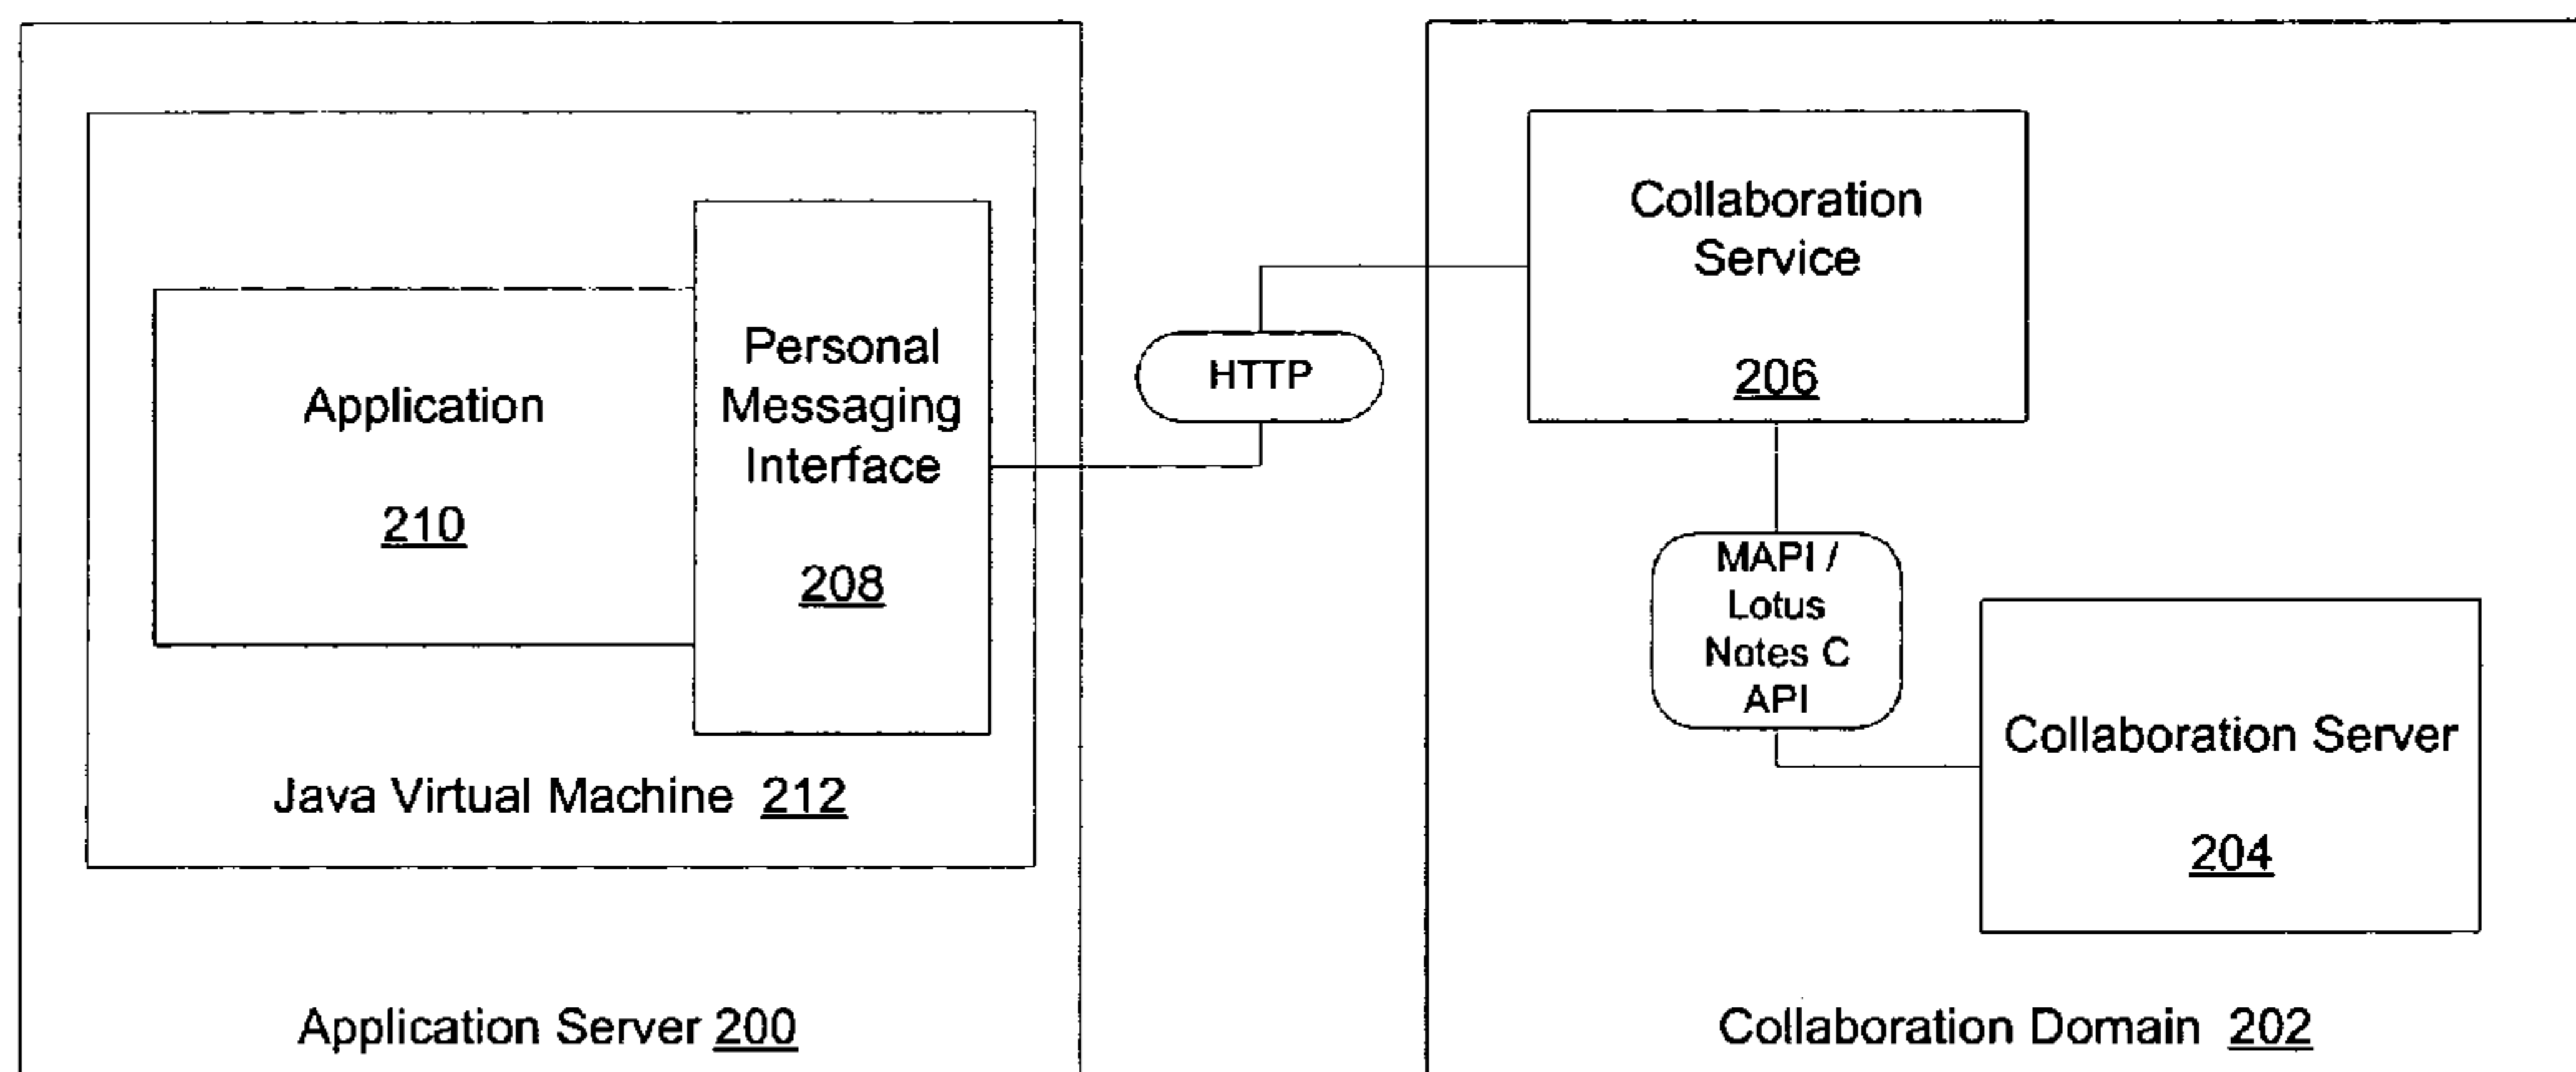 Application
210
Personal
Messaging
Interface
208
Java Virtual Machine 212
Application Server 200
HTTP
Collaboration
Service
206
MAPI /
Lotus
Notes C
API
Collaboration Server
204
Collaboration Domain 202